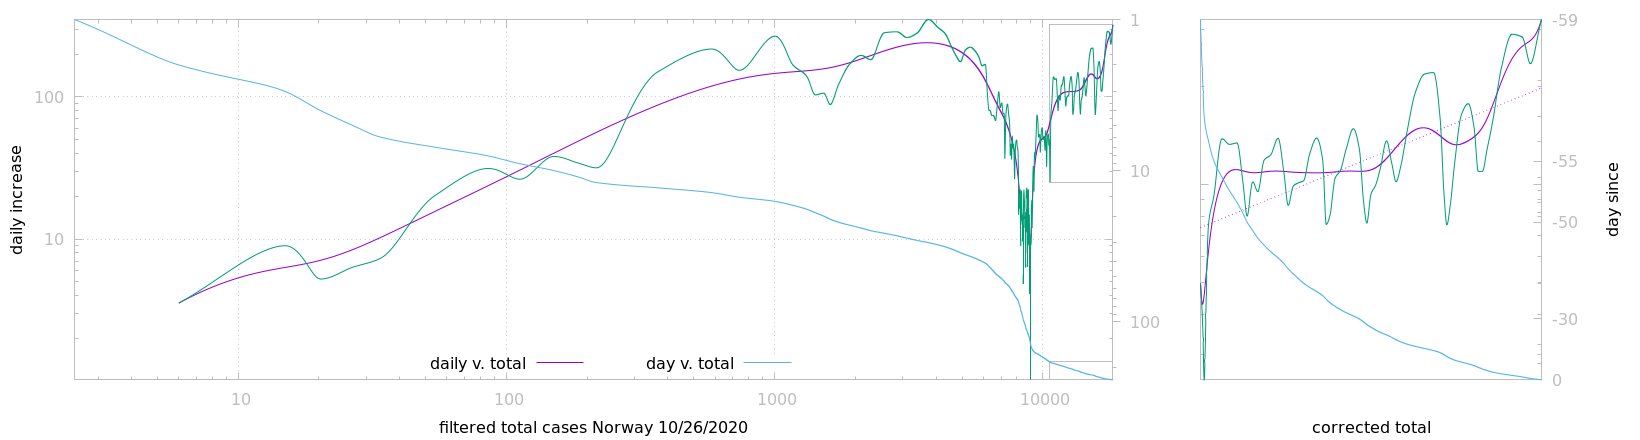 daily increase
100
10
daily v. total
day v. total
10
100
1000
10000
filtered total cases Norway 10/26/2020
1
10
100
-59
-55
-50
-30
0
day since
corrected total